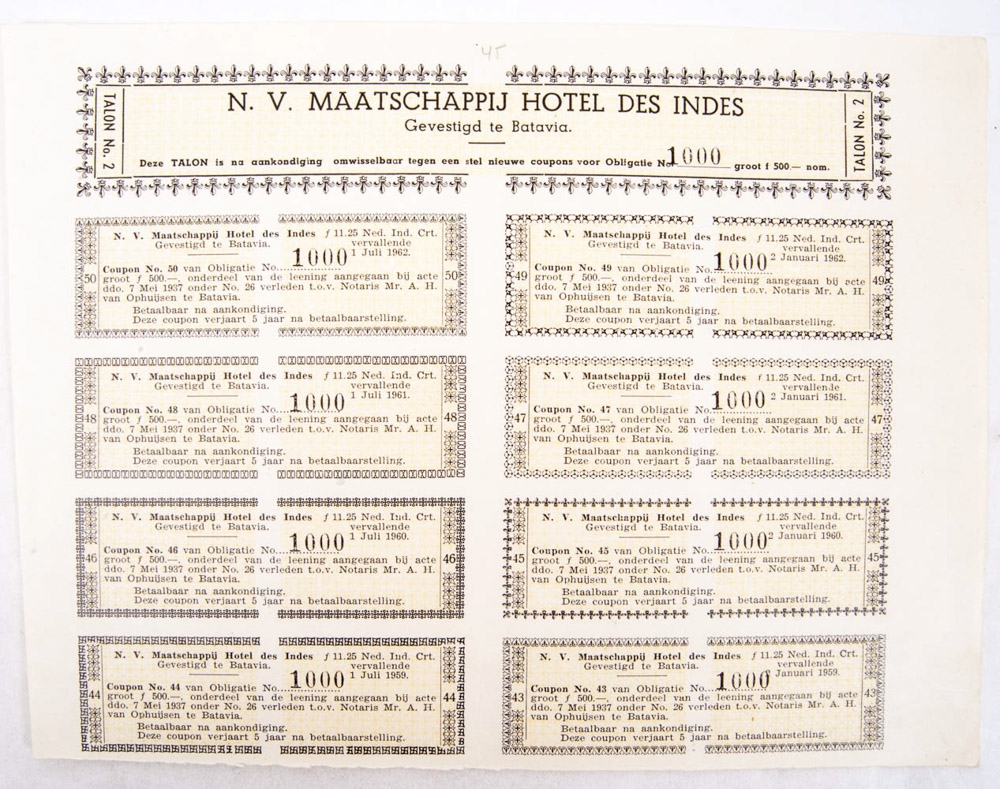 45
N. V. MAATSCHAPPIJ HOTEL DES INDES
Gevestigd te Batavia.
Deze TALON is na aankondiging omwisselbaar tegen een stel nieuwe coupons voor Obligatie No. 1000 groot f 500.— nom.
TALON No. 2
TALON No. 2
N. V. Maatschappij Hotel des Indes f 11.25 Ned. Ind. Crt.
Gevestigd te Batavia. vervallende
1000 1 Juli 1962.
Coupon No. 50 van Obligatie No.
50 groot f 500.—, onderdeel van de leening aangegaan bij acte 50
ddo. 7 Mei 1937 onder No. 26 verleden t.o.v. Notaris Mr. A. H.
van Ophuijsen te Batavia.
Betaalbaar na aankondiging.
Deze coupon verjaart 5 jaar na betaalbaarstelling.
N. V. Maatschappij Hotel des Indes f 11.25 Ned. Ind. Crt.
Gevestigd te Batavia. vervallende
1000 2 Januari 1962.
Coupon No. 49 van Obligatie No.
49 groot f 500.—, onderdeel van de leening aangegaan bij acte 49
ddo. 7 Mei 1937 onder No. 26 verleden t.o.v. Notaris Mr. A. H.
van Ophuijsen te Batavia.
Betaalbaar na aankondiging.
Deze coupon verjaart 5 jaar na betaalbaarstelling.
N. V. Maatschappij Hotel des Indes f 11.25 Ned. Ind. Crt.
Gevestigd te Batavia. vervallende
1000 1 Juli 1961.
Coupon No. 48 van Obligatie No.
48 groot f 500.—, onderdeel van de leening aangegaan bij acte 48
ddo. 7 Mei 1937 onder No. 26 verleden t.o.v. Notaris Mr. A. H.
van Ophuijsen te Batavia.
Betaalbaar na aankondiging.
Deze coupon verjaart 5 jaar na betaalbaarstelling.
N. V. Maatschappij Hotel des Indes f 11.25 Ned. Ind. Crt.
Gevestigd te Batavia. vervallende
1000 2 Januari 1961.
Coupon No. 47 van Obligatie No.
47 groot f 500.—, onderdeel van de leening aangegaan bij acte 47
ddo. 7 Mei 1937 onder No. 26 verleden t.o.v. Notaris Mr. A. H.
van Ophuijsen te Batavia.
Betaalbaar na aankondiging.
Deze coupon verjaart 5 jaar na betaalbaarstelling.
N. V. Maatschappij Hotel des Indes f 11.25 Ned. Ind. Crt.
Gevestigd te Batavia. vervallende
1000 1 Juli 1960.
Coupon No. 46 van Obligatie No.
46 groot f 500.—, onderdeel van de leening aangegaan bij acte 46
ddo. 7 Mei 1937 onder No. 26 verleden t.o.v. Notaris Mr. A. H.
van Ophuijsen te Batavia.
Betaalbaar na aankondiging.
Deze coupon verjaart 5 jaar na betaalbaarstelling.
N. V. Maatschappij Hotel des Indes f 11.25 Ned. Ind. Crt.
Gevestigd te Batavia. vervallende
1000 2 Januari 1960.
Coupon No. 45 van Obligatie No.
45 groot f 500.—, onderdeel van de leening aangegaan bij acte 45
ddo. 7 Mei 1937 onder No. 26 verleden t.o.v. Notaris Mr. A. H.
van Ophuijsen te Batavia.
Betaalbaar na aankondiging.
Deze coupon verjaart 5 jaar na betaalbaarstelling.
N. V. Maatschappij Hotel des Indes f 11.25 Ned. Ind. Crt.
Gevestigd te Batavia. vervallende
1000 1 Juli 1959.
Coupon No. 44 van Obligatie No.
44 groot f 500.—, onderdeel van de leening aangegaan bij acte 44
ddo. 7 Mei 1937 onder No. 26 verleden t.o.v. Notaris Mr. A. H.
van Ophuijsen te Batavia.
Betaalbaar na aankondiging.
Deze coupon verjaart 5 jaar na betaalbaarstelling.
N. V. Maatschappij Hotel des Indes f 11.25 Ned. Ind. Crt.
Gevestigd te Batavia. vervallende
1000 Januari 1959.
Coupon No. 43 van Obligatie No.
43 groot f 500.—, onderdeel van de leening aangegaan bij acte 43
ddo. 7 Mei 1937 onder No. 26 verleden t.o.v. Notaris Mr. A. H.
van Ophuijsen te Batavia.
Betaalbaar na aankondiging.
Deze coupon verjaart 5 jaar na betaalbaarstelling.